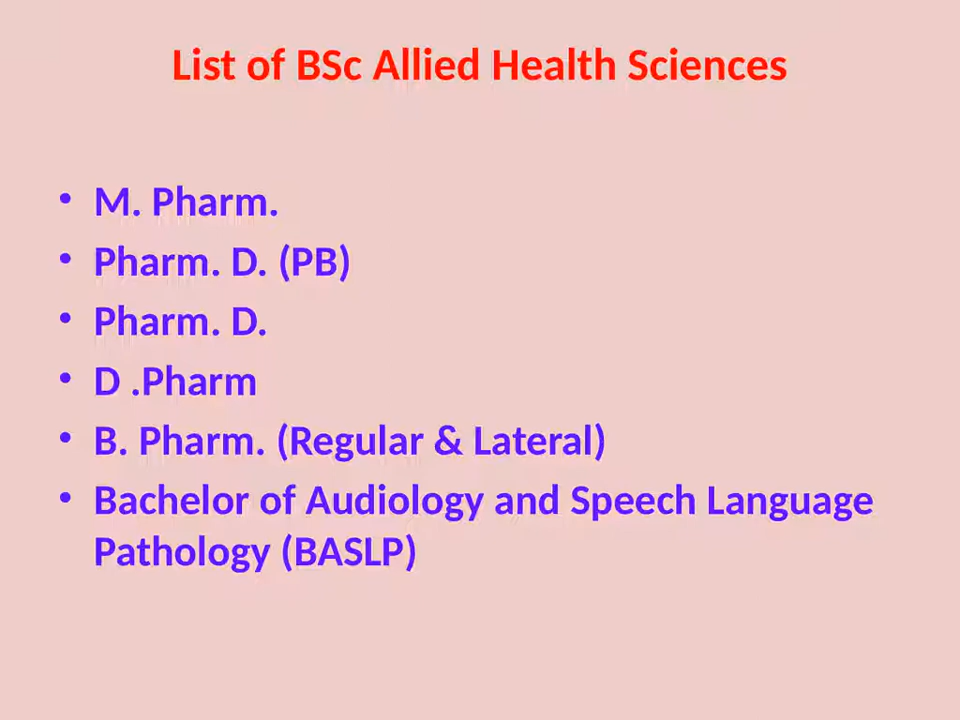 List of BSc Allied Health Sciences
• M. Pharm.
• Pharm. D. (PB)
• Pharm. D.
• D .Pharm
• B. Pharm. (Regular & Lateral)
• Bachelor of Audiology and Speech Language
Pathology (BASLP)